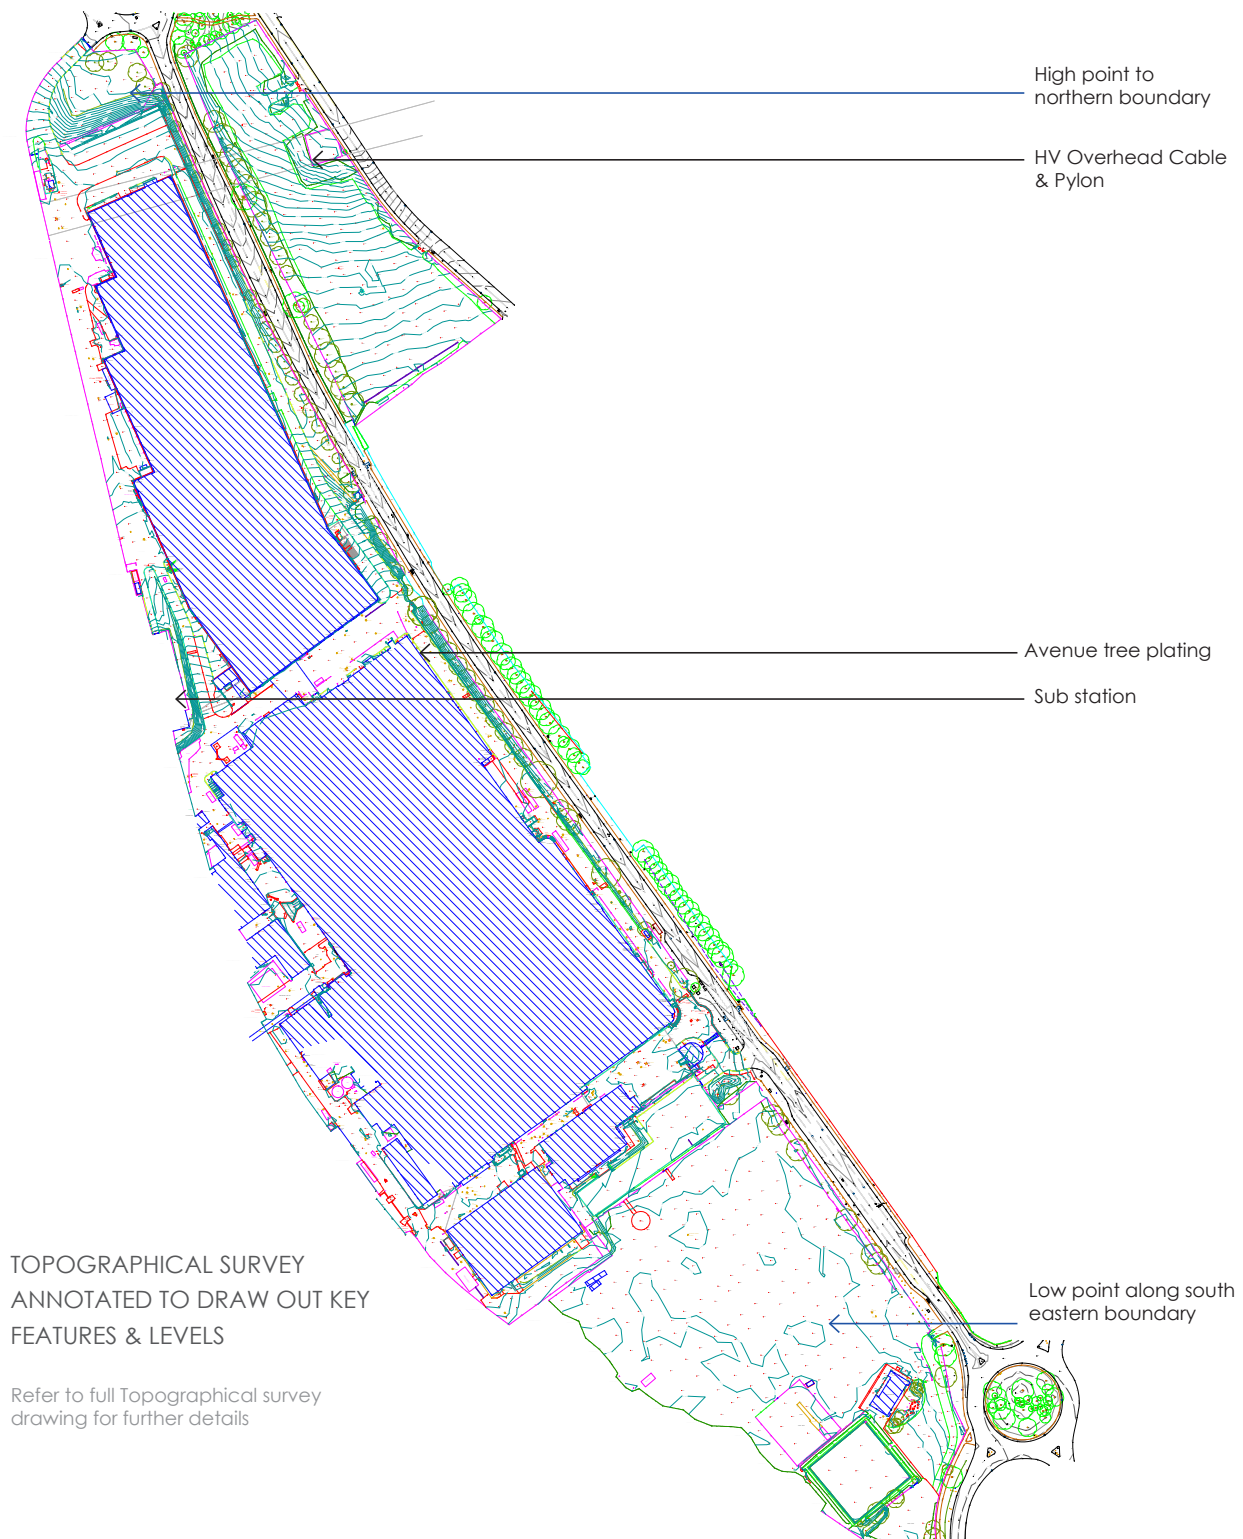 High point to
northern boundary
HV Overhead Cable
& Pylon
Avenue tree plating
Sub station
Low point along south
eastern boundary
TOPOGRAPHICAL SURVEY
ANNOTATED TO DRAW OUT KEY
FEATURES & LEVELS
Refer to full Topographical survey
drawing for further details